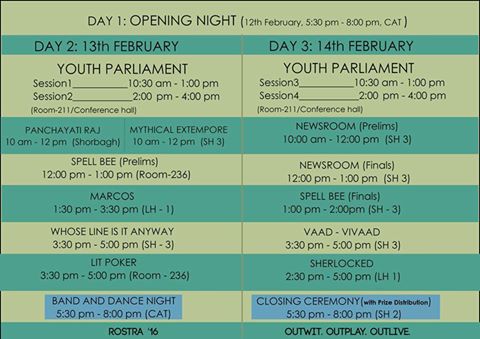 DAY 1: OPENING NIGHT (12th February, 5:30 pm - 8:00 pm, CAT )
DAY 2: 13th FEBRUARY
YOUTH PARLIAMENT
Session1__________10:30 am - 1:00 pm
Session2__________2:00 pm - 4:00 pm
(Room-211/Conference hall)
PANCHAYATI RAJ
10 am - 12 pm (Shorbagh)
MYTHICAL EXTEMPORE
10 am - 12 pm (SH 3)
SPELL BEE (Prelims)
12:00 pm - 1:00 pm (Room-236)
MARCOS
1:30 pm - 3:30 pm (LH - 1)
WHOSE LINE IS IT ANYWAY
3:30 pm - 5:00 pm (SH - 3)
LIT POKER
3:30 pm - 5:00 pm (Room - 236)
BAND AND DANCE NIGHT
5:30 pm - 8:00 pm (CAT)
ROSTRA '16
DAY 3: 14th FEBRUARY
YOUTH PARLIAMENT
Session3__________10:30 am - 01:00 pm
Session4__________2:00 pm - 04:00 pm
(Room-211/Conference hall)
NEWSROOM (Prelims)
10:00 am - 12:00 pm (SH 3)
NEWSROOM (Finals)
12:00 pm - 1:00 pm (SH 3)
SPELL BEE (Finals)
1:00 pm - 2:00pm (SH - 3)
VAAD - VIVAAD
3:30 pm - 5:30 pm (SH - 3)
SHERLOCKED
2:30 pm - 5:30 pm (LH 1)
CLOSING CEREMONY(with Prize Distribution)
5:30 pm - 8:00 pm (SH 2)
OUTWIT. OUTPLAY. OUTLIVE.